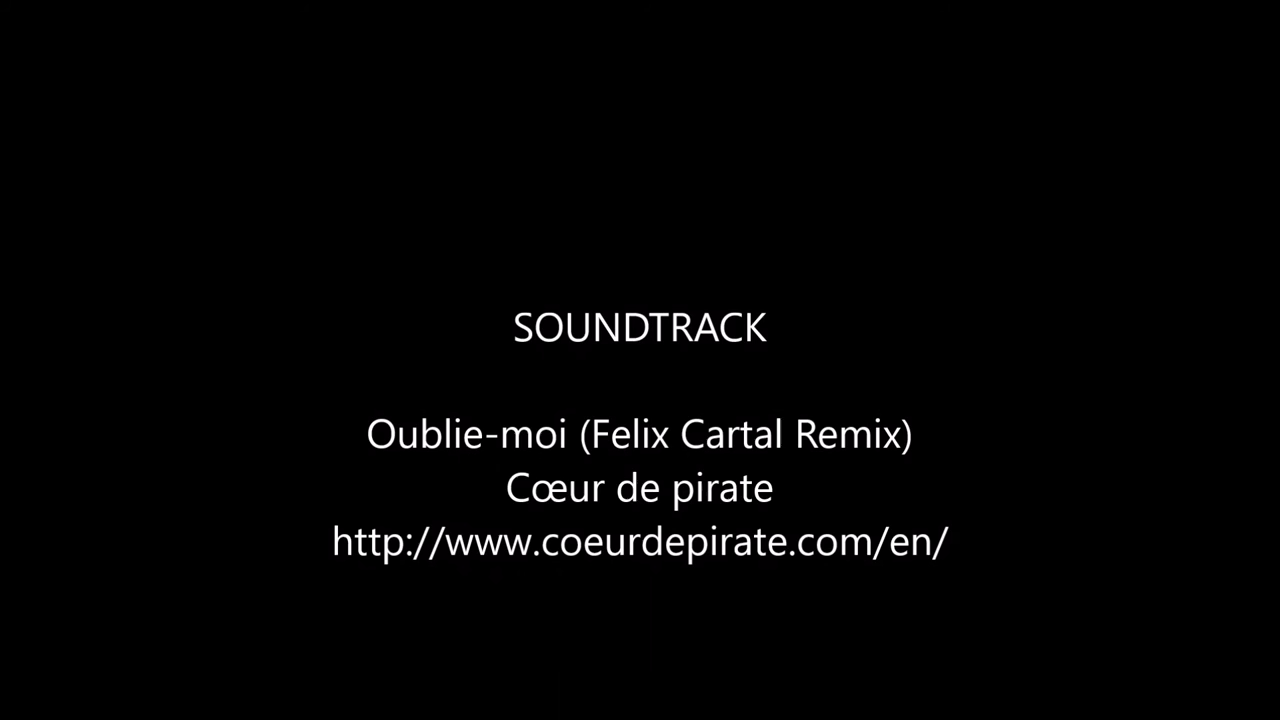 SOUNDTRACK
Oublie-moi (Felix Cartal Remix)
Cœur de pirate
http://www.coeurdepirate.com/en/